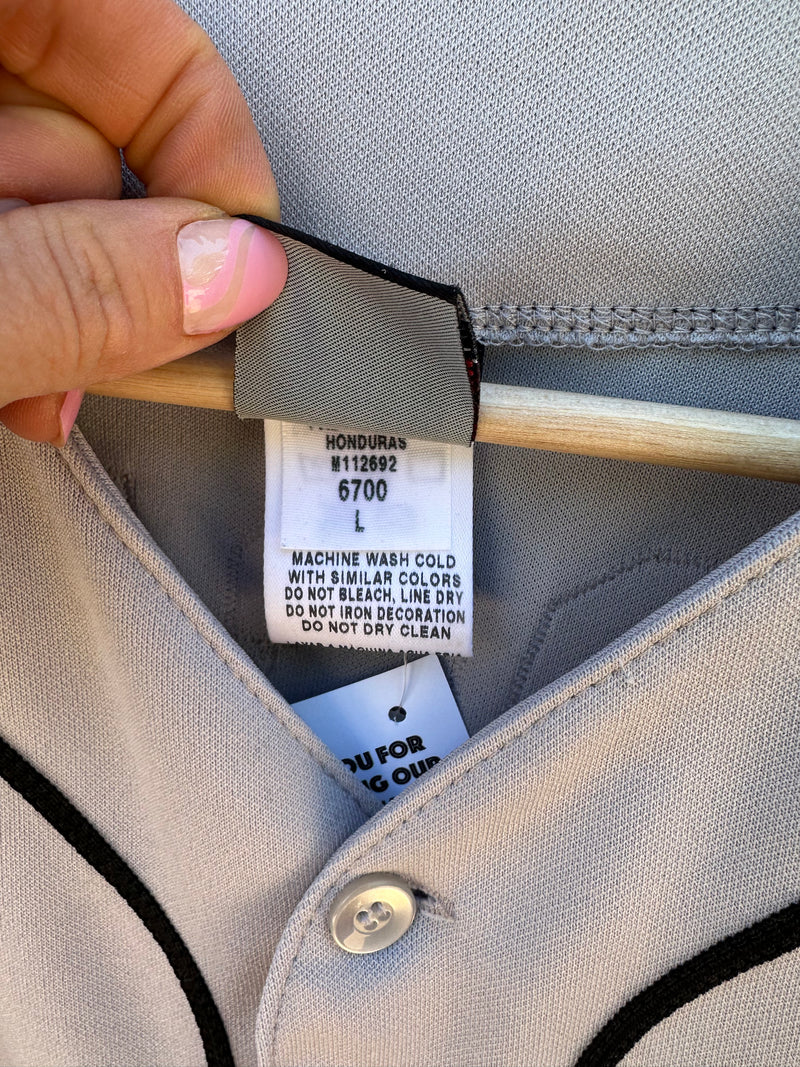 HONDURAS
M112692
6700
L
MACHINE WASH COLD
WITH SIMILAR COLORS
DO NOT BLEACH, LINE DRY
DO NOT IRON DECORATION
DO NOT DRY CLEAN
FOR
OUR